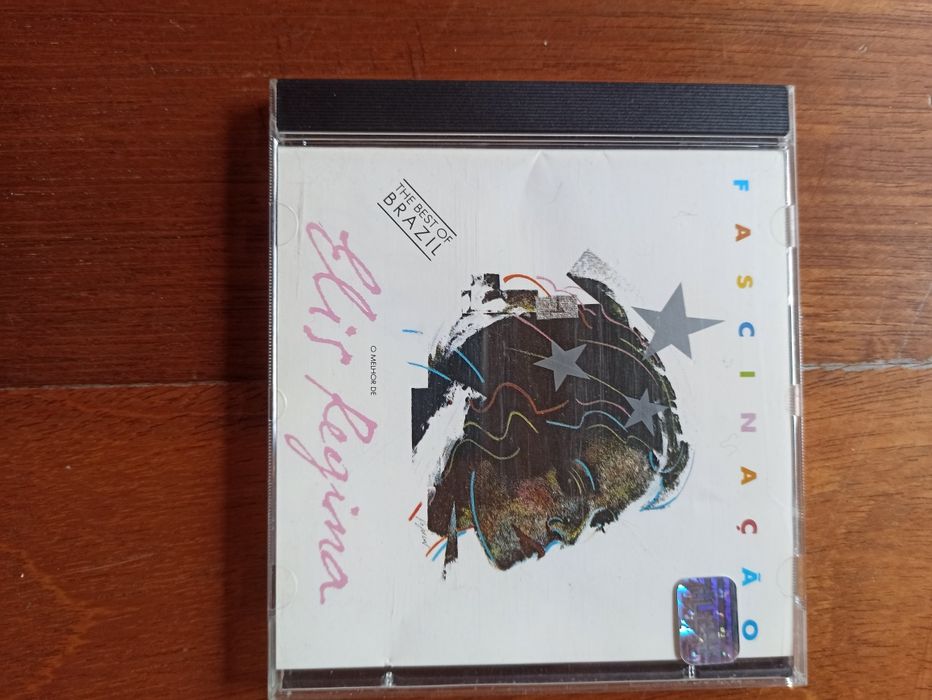 FASCINAÇÃO
THE BEST OF
BRAZIL
O MELHOR DE
Elis Regina